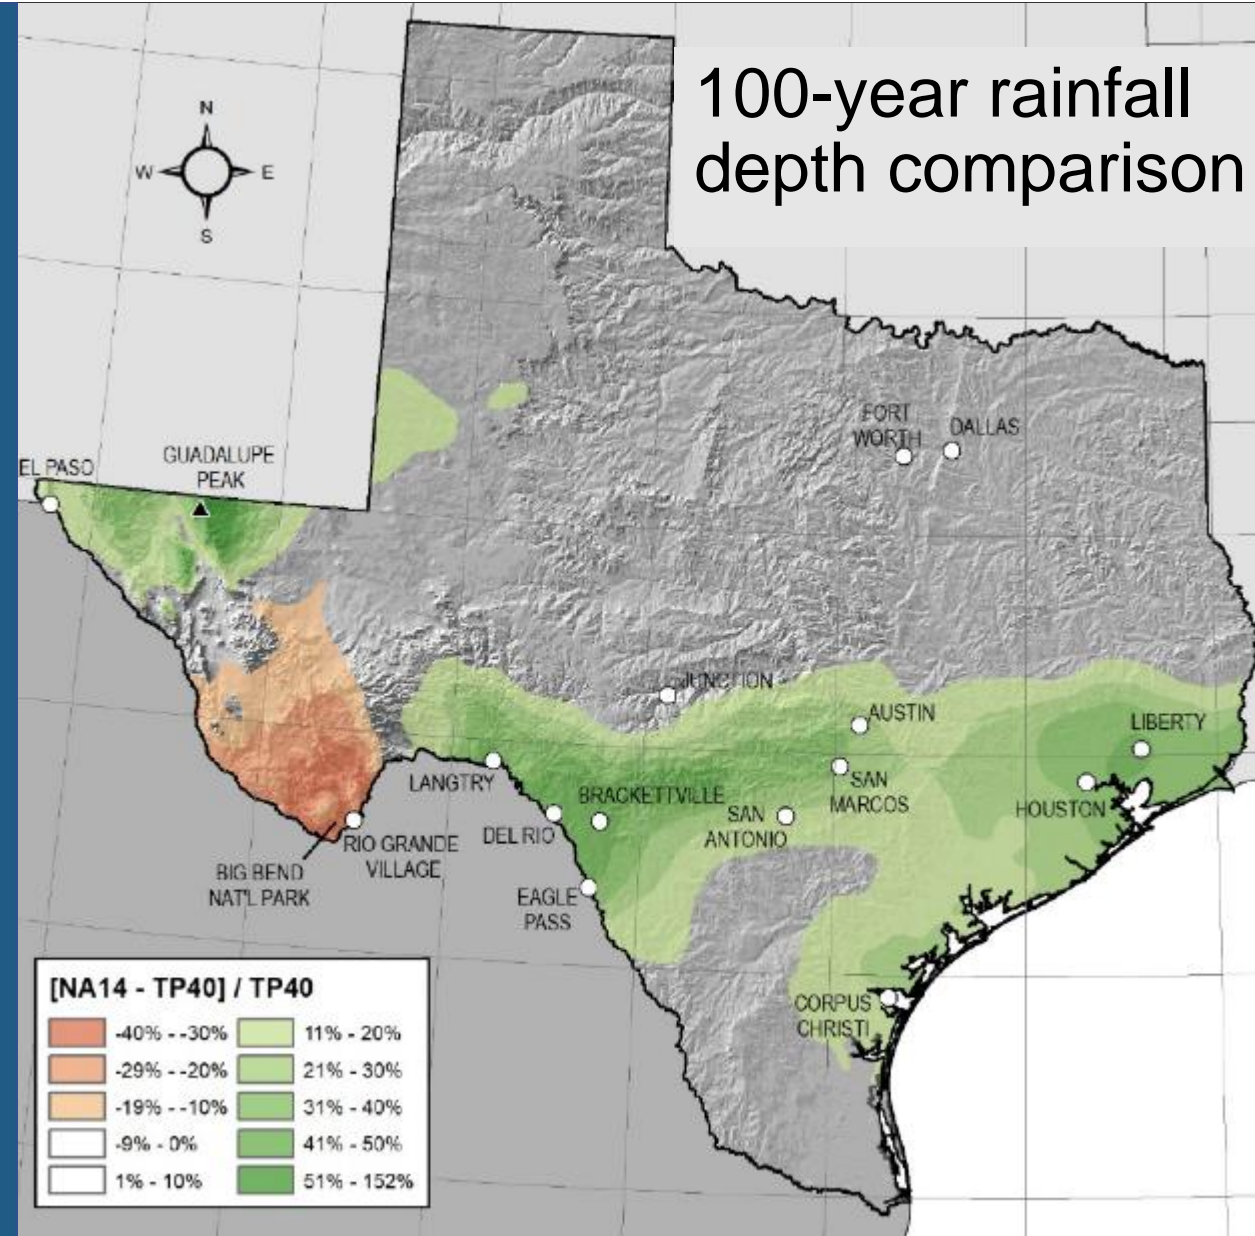 100-year rainfall
depth comparison
N
W
E
S
FORT
WORTH
DALLAS
EL PASO
GUADALUPE
PEAK
JUNCTION
AUSTIN
LIBERTY
LANGTRY
BRACKETTVILLE
SAN
MARCOS
HOUSTON
SAN
ANTONIO
DEL RIO
RIO GRANDE
VILLAGE
BIG BEND
NAT'L PARK
EAGLE
PASS
CORPUS
CHRISTI
[NA14 - TP40] / TP40
-40% - -30%
-29% - -20%
-19% - -10%
-9% - 0%
1% - 10%
11% - 20%
21% - 30%
31% - 40%
41% - 50%
51% - 152%